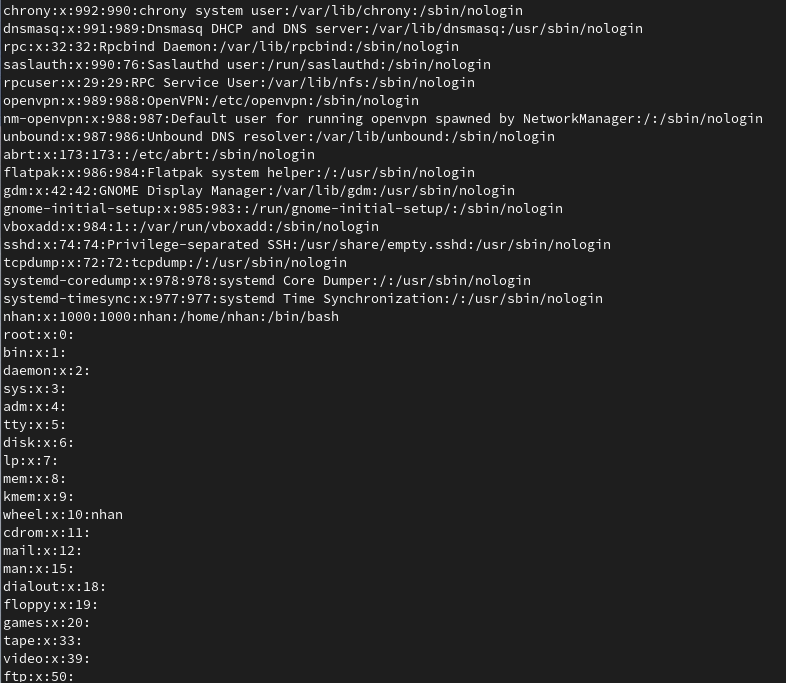 chrony:x:992:990:chrony system user:/var/lib/chrony:/sbin/nologin
dnsmasq:x:991:989:Dnsmasq DHCP and DNS server:/var/lib/dnsmasq:/usr/sbin/nologin
rpc:x:32:32:Rpcbind Daemon:/var/lib/rpcbind:/sbin/nologin
saslauth:x:990:76:Saslauthd user:/run/saslauthd:/sbin/nologin
rpcuser:x:29:29:RPC Service User:/var/lib/nfs:/sbin/nologin
openvpn:x:989:988:OpenVPN:/etc/openvpn:/sbin/nologin
nm-openvpn:x:988:987:Default user for running openvpn spawned by NetworkManager:/:/sbin/nologin
unbound:x:987:986:Unbound DNS resolver:/var/lib/unbound:/sbin/nologin
abrt:x:173:173::/etc/abrt:/sbin/nologin
flatpak:x:986:984:Flatpak system helper:/:/usr/sbin/nologin
gdm:x:42:42:GNOME Display Manager:/var/lib/gdm:/usr/sbin/nologin
gnome-initial-setup:x:985:983::/run/gnome-initial-setup/:/sbin/nologin
vboxadd:x:984:1::/var/run/vboxadd:/sbin/nologin
sshd:x:74:74:Privilege-separated SSH:/usr/share/empty.sshd:/usr/sbin/nologin
tcpdump:x:72:72:tcpdump:/:/usr/sbin/nologin
systemd-coredump:x:978:978:systemd Core Dumper:/:/usr/sbin/nologin
systemd-timesync:x:977:977:systemd Time Synchronization:/:/usr/sbin/nologin
nhan:x:1000:1000:nhan:/home/nhan:/bin/bash
root:x:0:
bin:x:1:
daemon:x:2:
sys:x:3:
adm:x:4:
tty:x:5:
disk:x:6:
lp:x:7:
mem:x:8:
kmem:x:9:
wheel:x:10:nhan
cdrom:x:11:
mail:x:12:
man:x:15:
dialout:x:18:
floppy:x:19:
games:x:20:
tape:x:33:
video:x:39:
ftp:x:50: